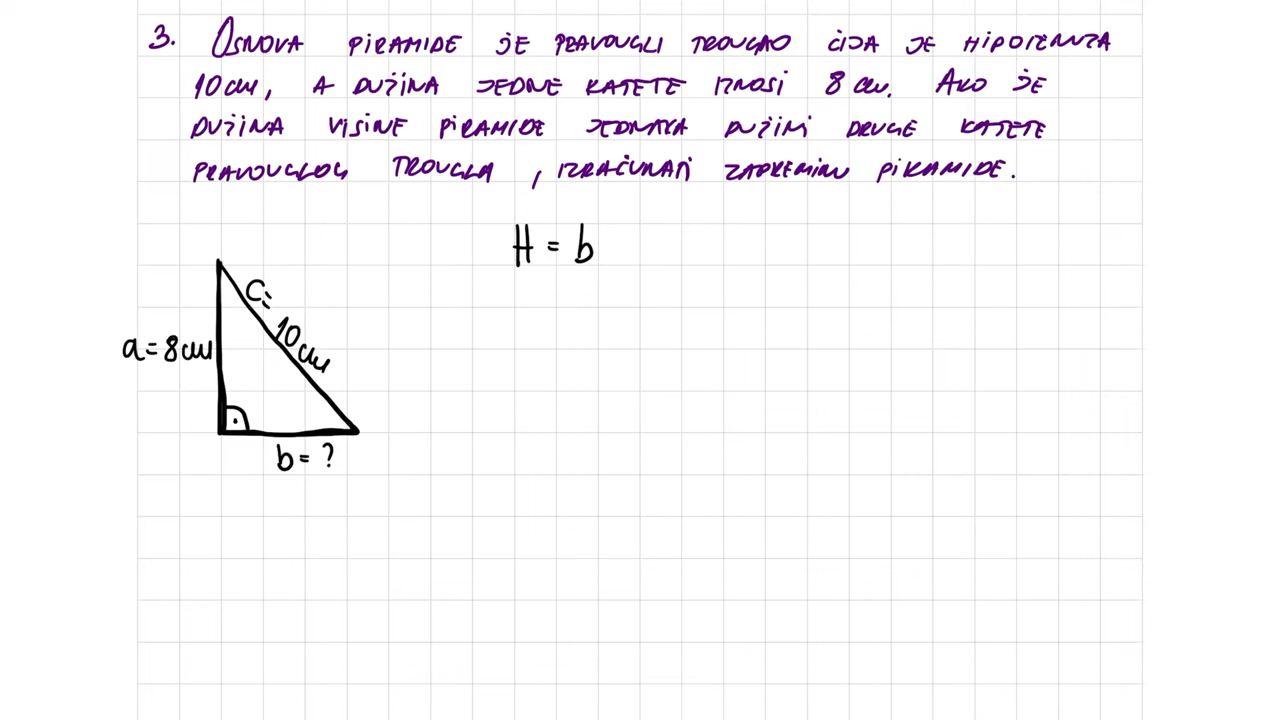 3. OSNOVA PIRAMIDE JE PRAVOUGLI TROUGAO ČIJA JE HIPOTENUZA
10cm, A DUŽINA JEDNE KATETE IZNOSI 8 cm. AKO JE
DUŽINA VISINE PIRAMIDE JEDNAKA DUŽINI DRUGE KATETE
PRAVOUGLOG TROUGLA, IZRAČUNATI ZAPREMINU PIRAMIDE.
H = b
c = 10cm
a = 8cm
b = ?